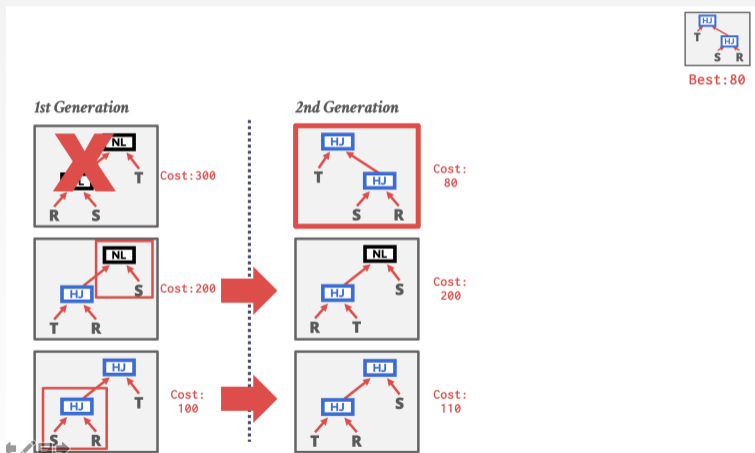 HJ
T
HJ
S R
Best:80
1st Generation
2nd Generation
NL
T
R S
Cost:300
HJ
T
HJ
S R
Cost:
80
NL
HJ
S
T R
Cost:200
NL
HJ
S
R T
Cost:
200
HJ
HJ
T
S R
Cost:
100
HJ
HJ
S
T R
Cost:
110